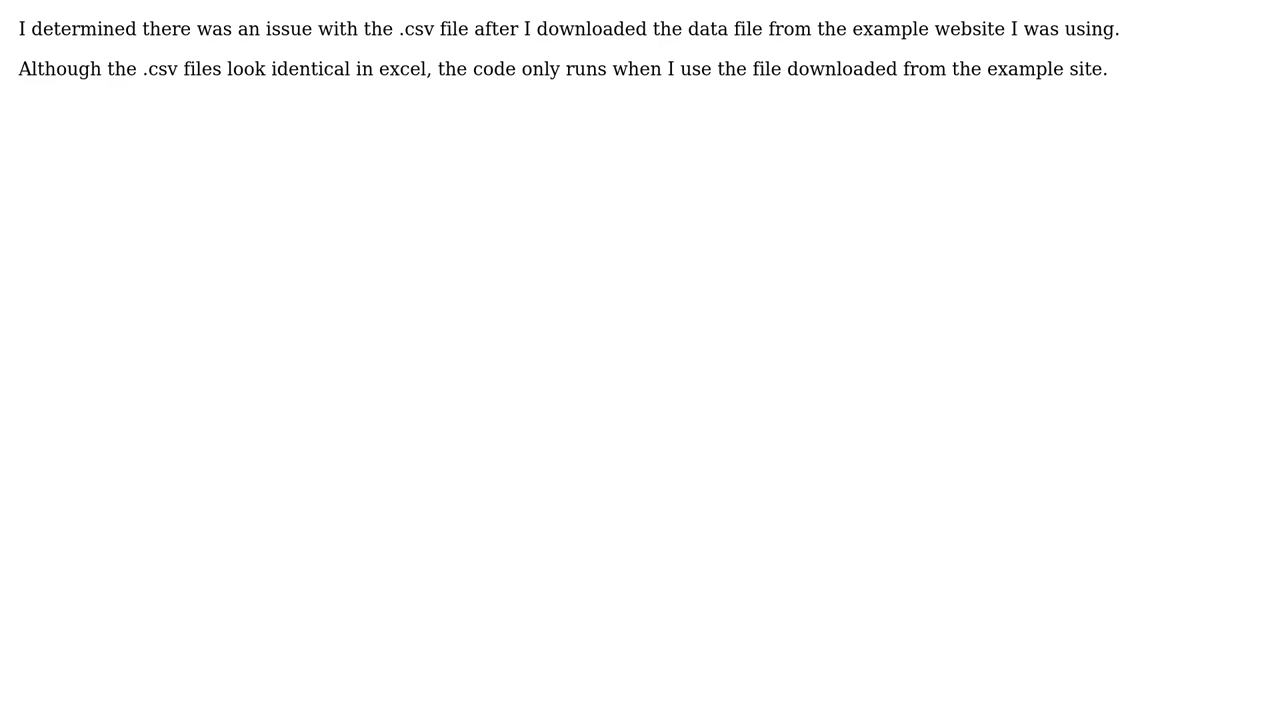 I determined there was an issue with the .csv file after I downloaded the data file from the example website I was using.
Although the .csv files look identical in excel, the code only runs when I use the file downloaded from the example site.